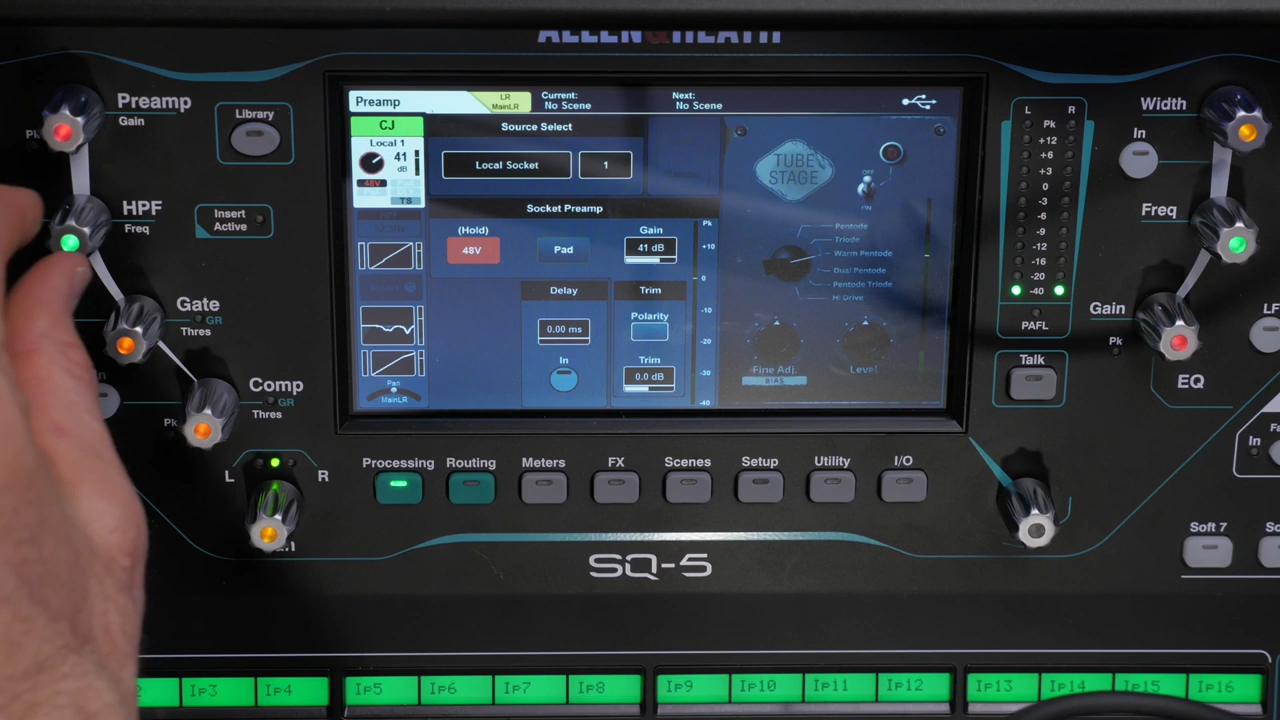 ALLEN&HEATH
Preamp
Gain
Library
HPF
Freq
Insert
Active
Gate
GR
Thres
Comp
GR
Thres
Pk
L
R
Preamp
LR
MainLR
Current:
No Scene
Next:
No Scene
CJ
Local 1
41
dB
48V
TS
Pan
MainLR
Source Select
Local Socket
1
Socket Preamp
(Hold)
48V
Pad
Gain
41 dB
Delay
0.00 ms
In
Trim
Polarity
Trim
0.0 dB
Pk
+10
0
-10
-20
-30
-40
TUBE
STAGE
OFF
ON
Pentode
Triode
Warm Pentode
Dual Pentode
Pentode Triode
Hi Drive
Fine Adj.
BIAS
Level
L
R
Pk
+12
+6
+3
0
-3
-6
-9
-12
-16
-20
-40
PAFL
Talk
Width
In
Freq
Gain
Pk
EQ
LF
In
Processing
Routing
Meters
FX
Scenes
Setup
Utility
I/O
Soft 7
SQ-5
Ip3
Ip4
Ip5
Ip6
Ip7
Ip8
Ip9
Ip10
Ip11
Ip12
Ip13
Ip14
Ip15
Ip16